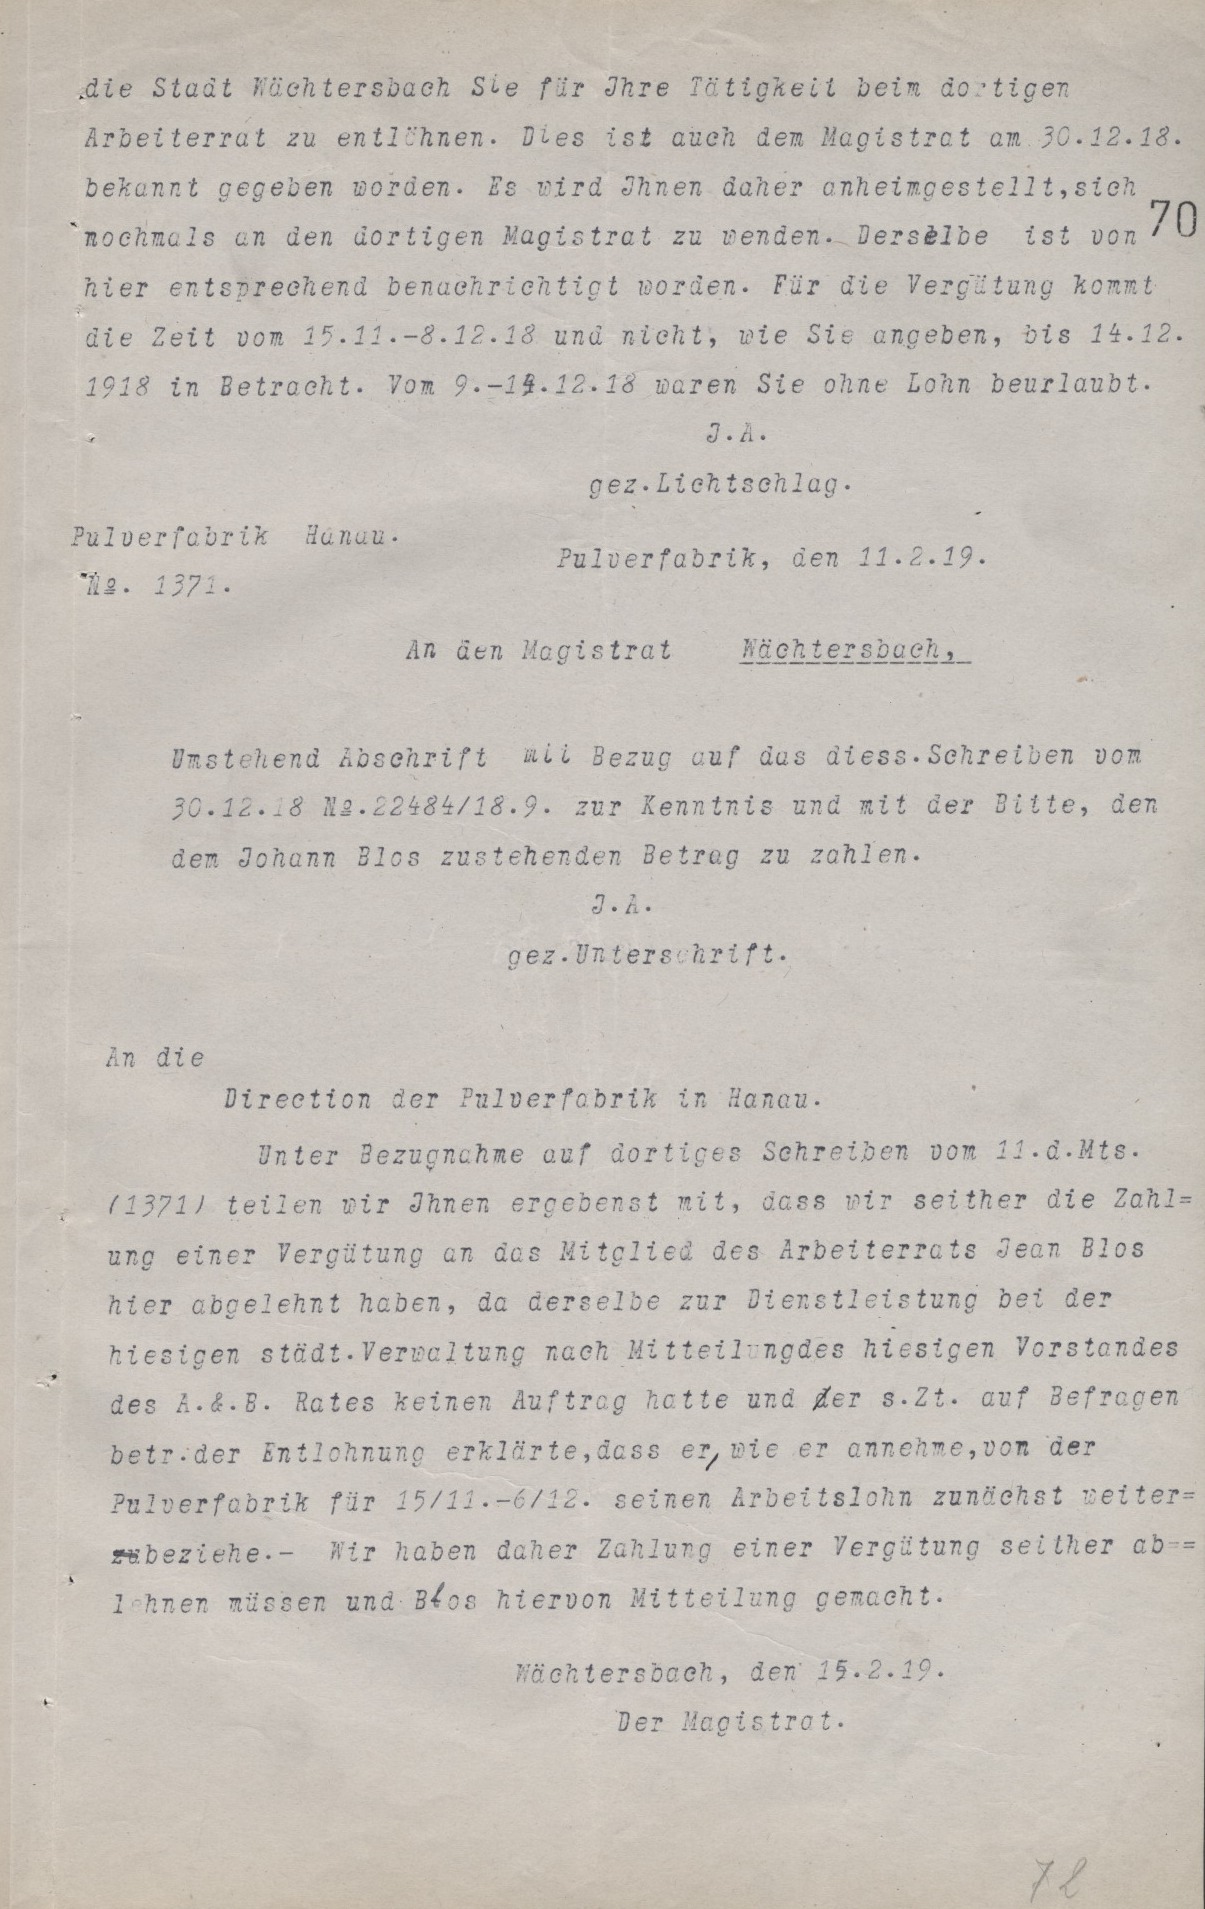 die Stadt Wächtersbach Sie für Jhre Tätigkeit beim dortigen
Arbeiterrat zu entlöhnen. Dies ist auch dem Magistrat am 30.12.18.
bekannt gegeben worden. Es wird Jhnen daher anheimgestellt,sich
70
nochmals an den dortigen Magistrat zu wenden. Derselbe ist von
hier entsprechend benachrichtigt worden. Für die Vergütung kommt
die Zeit vom 15.11.-8.12.18 und nicht, wie Sie angeben, bis 14.12.
1918 in Betracht. Vom 9.-14.12.18 waren Sie ohne Lohn beurlaubt.
J.A.
gez.Lichtschlag.
Pulverfabrik Hanau.
Pulverfabrik, den 11.2.19.
No. 1371.
An den Magistrat Wächtersbach,
Umstehend Abschrift mit Bezug auf das diess.Schreiben vom
30.12.18 No.22484/18.9. zur Kenntnis und mit der Bitte, den
dem Johann Blos zustehenden Betrag zu zahlen.
J.A.
gez.Unterschrift.
An die
Direction der Pulverfabrik in Hanau.
Unter Bezugnahme auf dortiges Schreiben vom 11.d.Mts.
(1371) teilen wir Jhnen ergebenst mit, dass wir seither die Zahl=
ung einer Vergütung an das Mitglied des Arbeiterrats Jean Blos
hier abgelehnt haben, da derselbe zur Dienstleistung bei der
hiesigen städt.Verwaltung nach Mitteilungdes hiesigen Vorstandes
des A.&.B. Rates keinen Auftrag hatte und der s.Zt. auf Befragen
betr.der Entlohnung erklärte,dass er, wie er annehme,von der
Pulverfabrik für 15/11.-6/12. seinen Arbeitslohn zunächst weiter=
zubeziehe.- Wir haben daher Zahlung einer Vergütung seither ab-=
lehnen müssen und Blos hiervon Mitteilung gemacht.
Wächtersbach, den 15.2.19.
Der Magistrat.
72